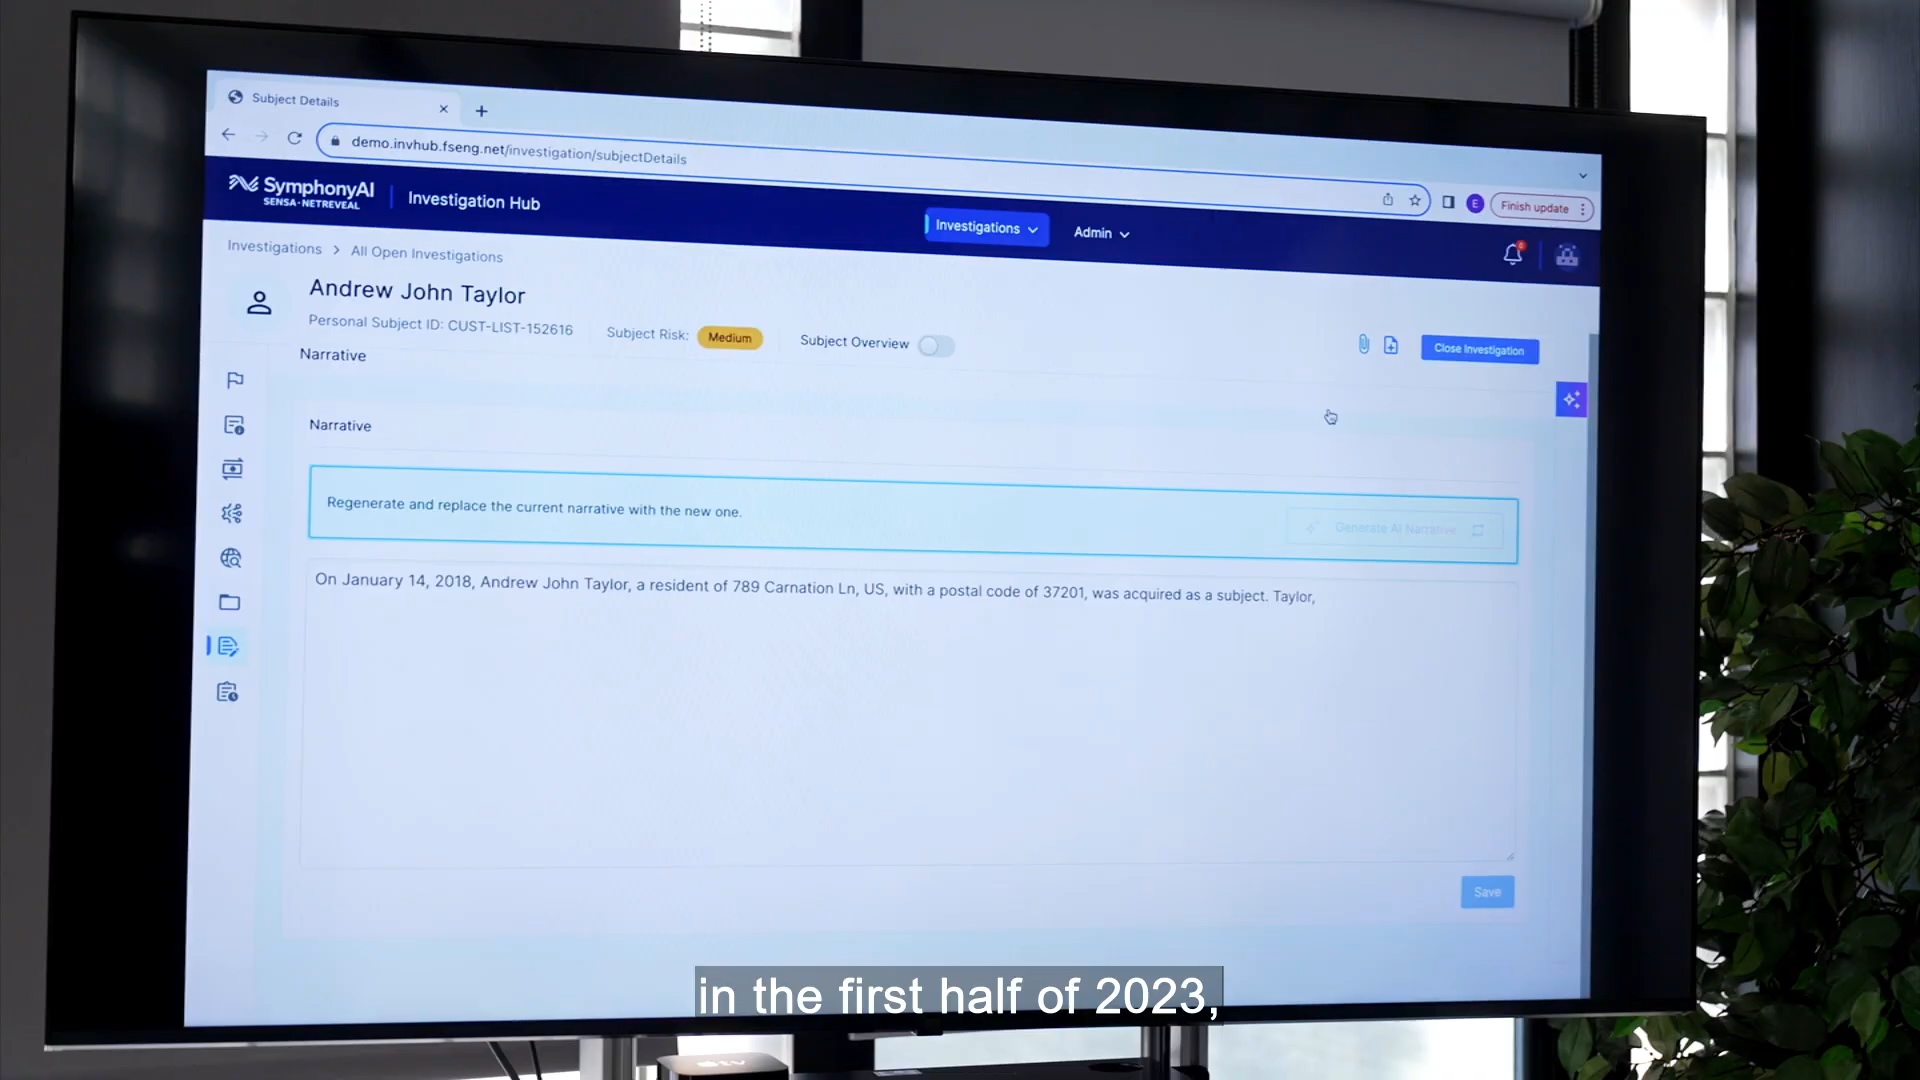 Subject Details
demo.invhub.fseng.net/investigation/subjectDetails
Finish update
E
SymphonyAI
SENSA-NETREVEAL
Investigation Hub
Investigations
Admin
Investigations > All Open Investigations
Andrew John Taylor
Personal Subject ID: CUST-LIST-152616
Subject Risk: Medium
Subject Overview
Close Investigation
Narrative
Narrative
Regenerate and replace the current narrative with the new one.
Generate AI Narrative
On January 14, 2018, Andrew John Taylor, a resident of 789 Carnation Ln, US, with a postal code of 37201, was acquired as a subject. Taylor,
Save
in the first half of 2023,
tv